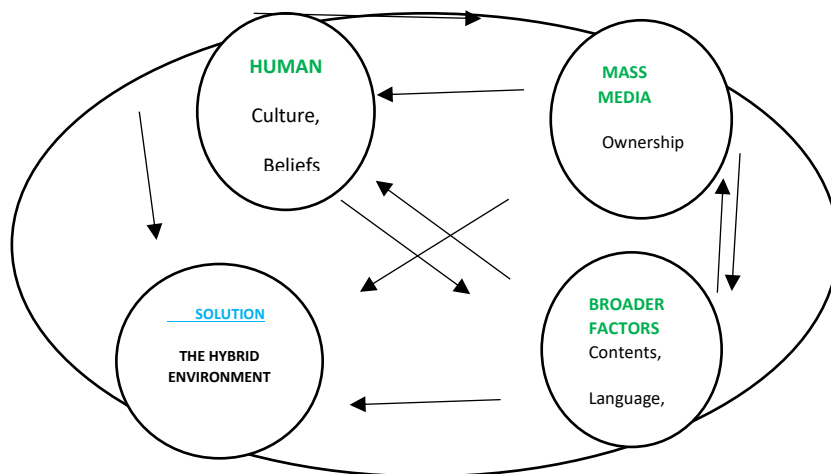 HUMAN
Culture,
Beliefs
MASS
MEDIA
Ownership
SOLUTION
THE HYBRID
ENVIRONMENT
BROADER
FACTORS
Contents,
Language,